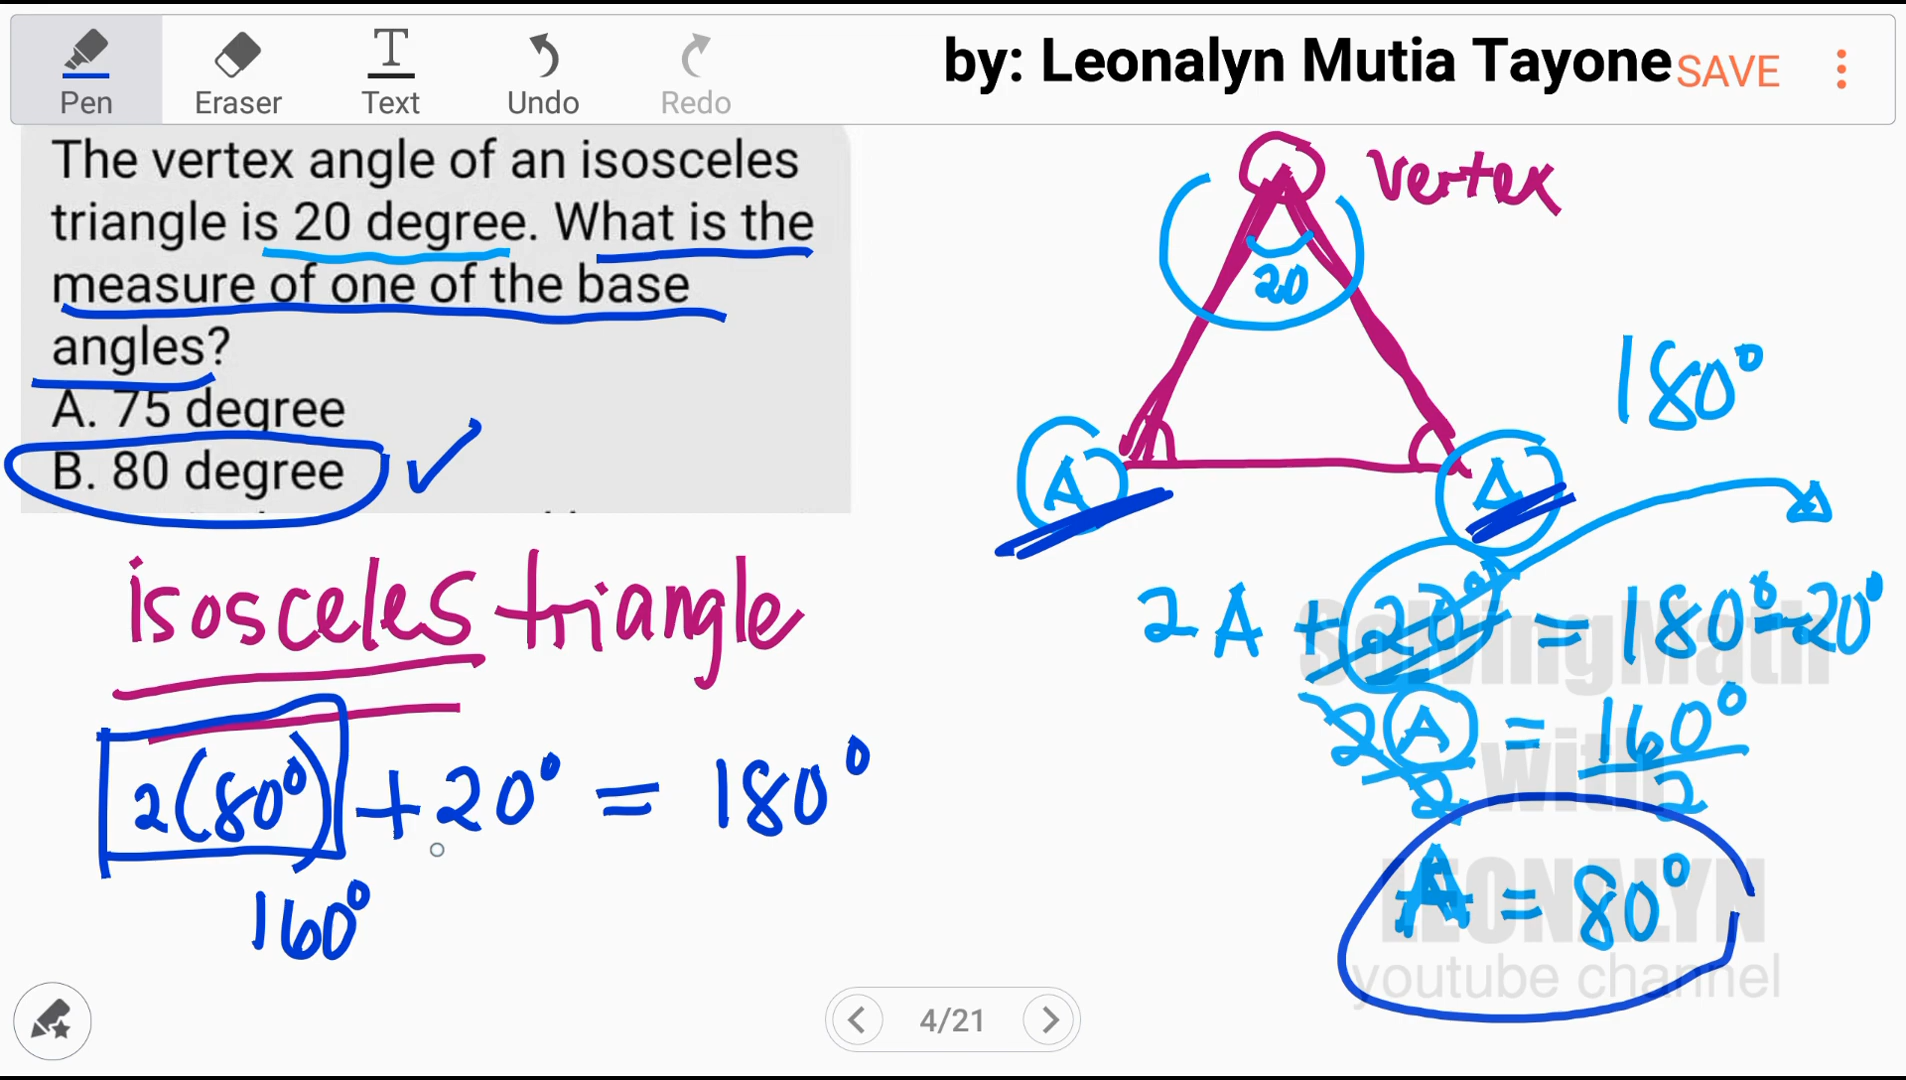 Pen
Eraser
Text
Undo
Redo
by: Leonalyn Mutia Tayone
SAVE
The vertex angle of an isosceles
triangle is 20 degree. What is the
measure of one of the base
angles?
A. 75 degree
B. 80 degree
isosceles triangle
2(80°) + 20° = 180°
160°
vertex
20
A
A
180°
2A + 20° = 180° - 20°
2A = 160°
2 2
A = 80°
SolvingMath
with
LEONALYN
youtube channel
4/21